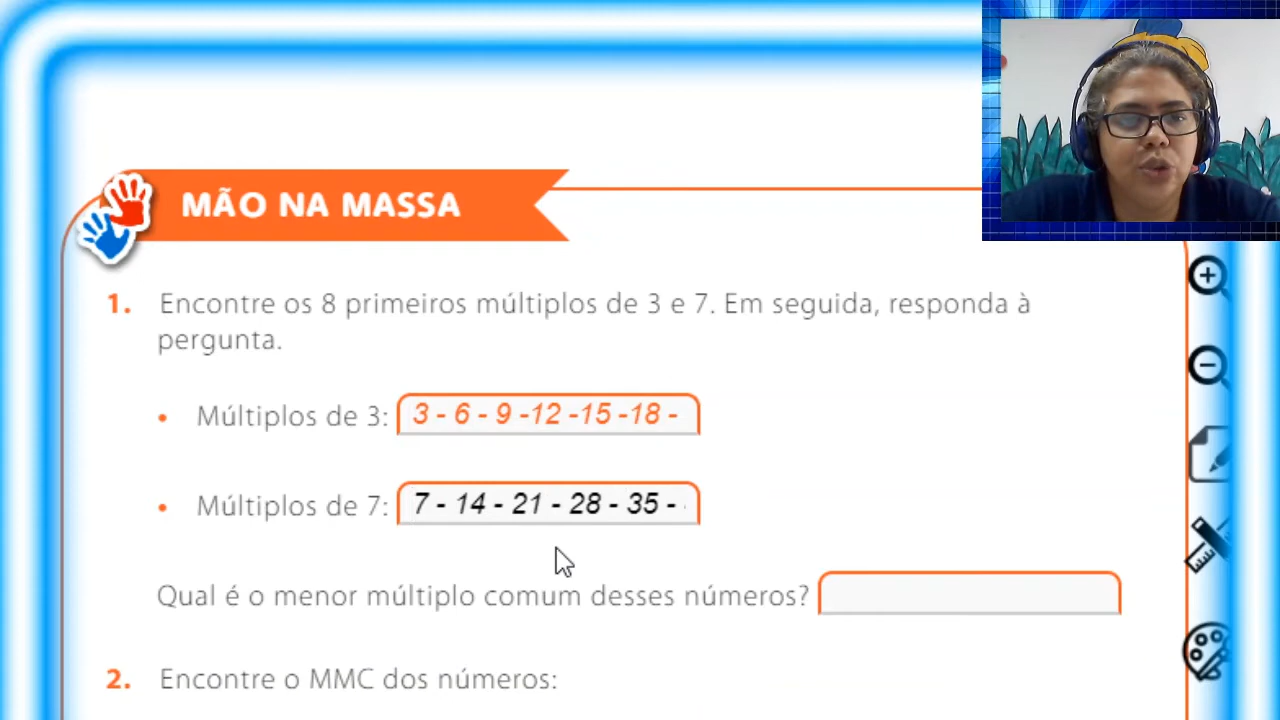 MÃO NA MASSA
1. Encontre os 8 primeiros múltiplos de 3 e 7. Em seguida, responda à
pergunta.
• Múltiplos de 3: 3 - 6 - 9 -12 -15 -18 -
• Múltiplos de 7: 7 - 14 - 21 - 28 - 35 -
Qual é o menor múltiplo comum desses números?
2. Encontre o MMC dos números: